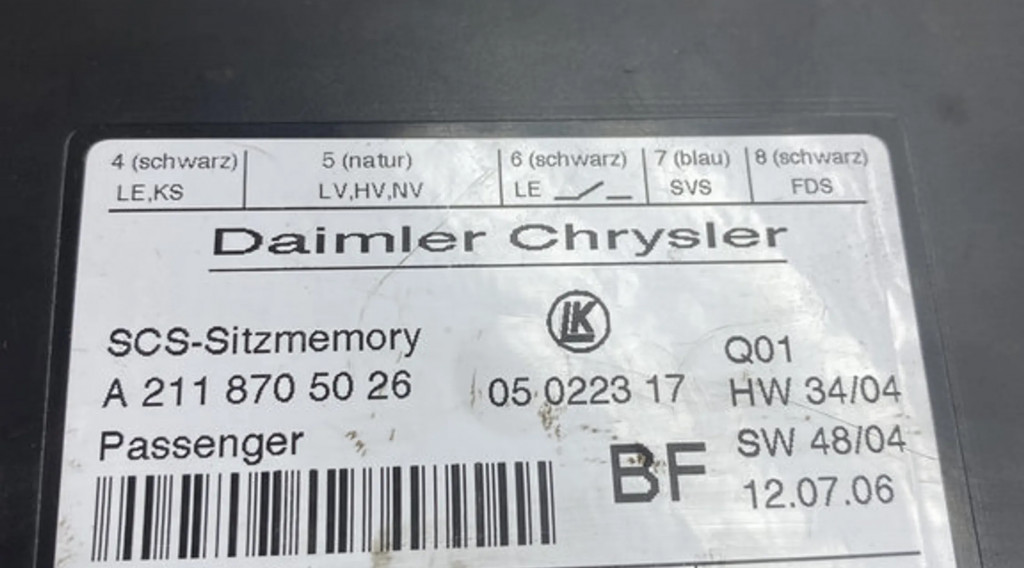 4 (schwarz) 5 (natur) 6 (schwarz) 7 (blau) 8 (schwarz)
LE,KS LV,HV,NV LE SVS FDS
Daimler Chrysler
LK
SCS-Sitzmemory Q01
A 211 870 50 26 05 0223 17 HW 34/04
Passenger BF SW 48/04
12.07.06